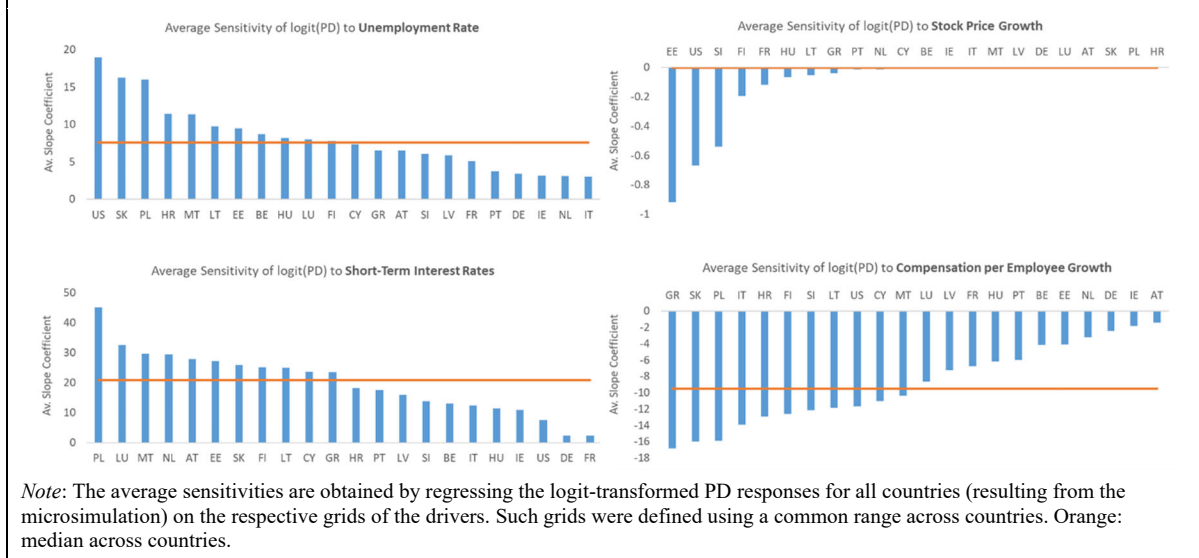 Average Sensitivity of logit(PD) to Unemployment Rate
Av. Slope Coefficient
20
15
10
5
0
US SK PL HR MT LT EE BE HU LU FI CY GR AT SI LV FR PT DE IE NL IT
Average Sensitivity of logit(PD) to Stock Price Growth
EE US SI FI FR HU LT GR PT NL CY BE IE IT MT LV DE LU AT SK PL HR
Av. Slope Coefficient
0
-0.2
-0.4
-0.6
-0.8
-1
Average Sensitivity of logit(PD) to Short-Term Interest Rates
Av. Slope Coefficient
50
40
30
20
10
0
PL LU MT NL AT EE SK FI LT CY GR HR PT LV SI BE IT HU IE US DE FR
Average Sensitivity of logit(PD) to Compensation per Employee Growth
GR SK PL IT HR FI SI LT US CY MT LU LV FR HU PT BE EE NL DE IE AT
Av. Slope Coefficient
0
-2
-4
-6
-8
-10
-12
-14
-16
-18
Note: The average sensitivities are obtained by regressing the logit-transformed PD responses for all countries (resulting from the
microsimulation) on the respective grids of the drivers. Such grids were defined using a common range across countries. Orange:
median across countries.